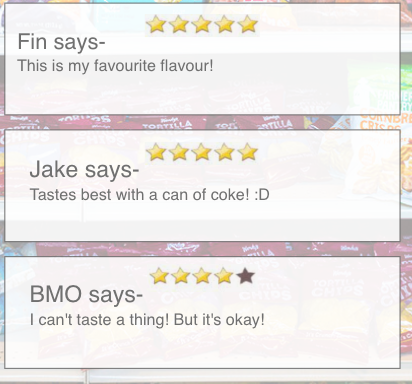 Fin says-
This is my favourite flavour!
Jake says-
Tastes best with a can of coke! :D
BMO says-
I can't taste a thing! But it's okay!